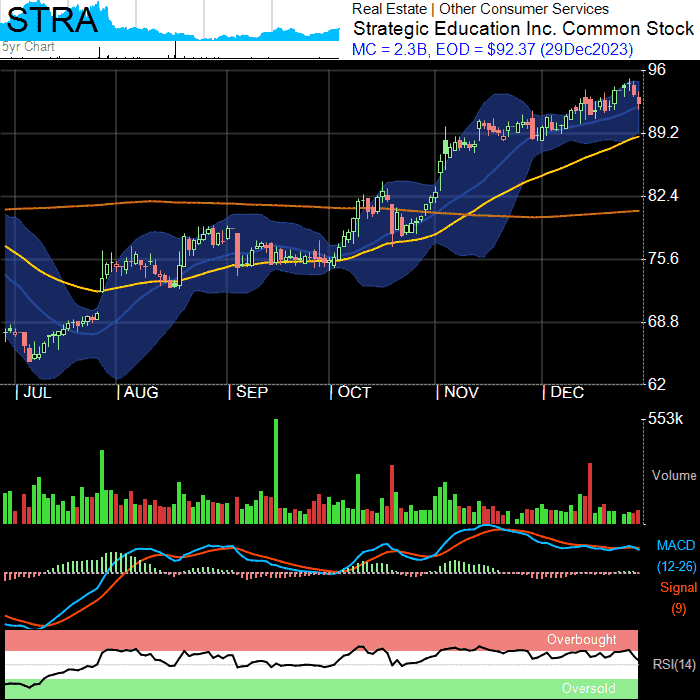 STRA
5yr Chart
Real Estate | Other Consumer Services
Strategic Education Inc. Common Stock
MC = 2.3B, EOD = $92.37 (29Dec2023)
96
89.2
82.4
75.6
68.8
62
JUL AUG SEP OCT NOV DEC
553k
Volume
MACD
(12-26)
Signal
(9)
Overbought
RSI(14)
Oversold